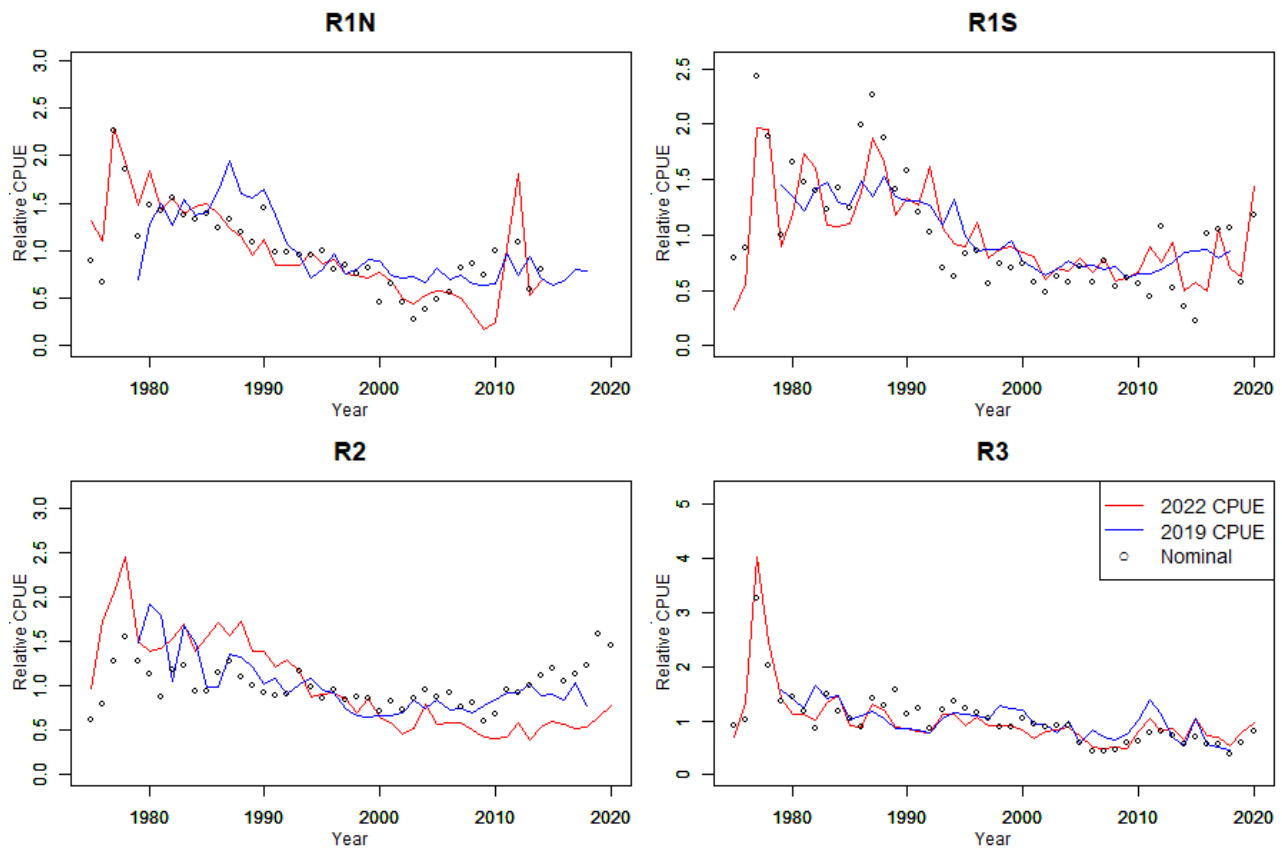 R1N
Relative CPUE
0.0 0.5 1.0 1.5 2.0 2.5 3.0
1980 1990 2000 2010 2020
Year
R1S
Relative CPUE
0.0 0.5 1.0 1.5 2.0 2.5
1980 1990 2000 2010 2020
Year
R2
Relative CPUE
0.0 0.5 1.0 1.5 2.0 2.5 3.0
1980 1990 2000 2010 2020
Year
R3
Relative CPUE
0 1 2 3 4 5
2022 CPUE
2019 CPUE
Nominal
1980 1990 2000 2010 2020
Year